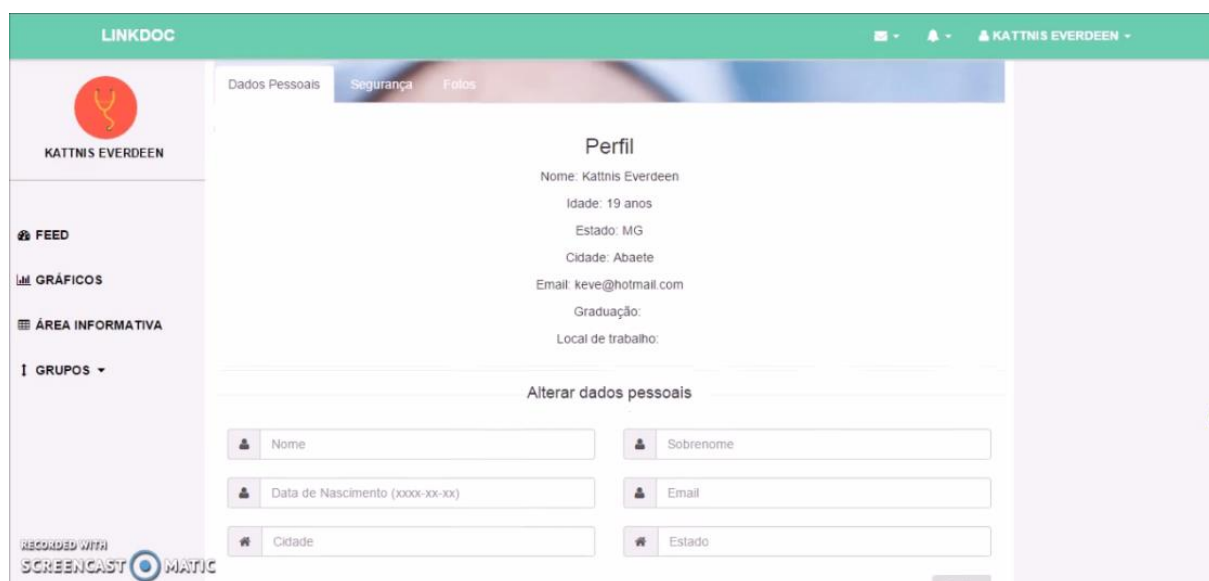 LINKDOC
KATTNIS EVERDEEN
KATTNIS EVERDEEN
FEED
GRÁFICOS
ÁREA INFORMATIVA
GRUPOS
Dados Pessoais
Segurança
Fotos
Perfil
Nome: Kattnis Everdeen
Idade: 19 anos
Estado: MG
Cidade: Abaete
Email: keve@hotmail.com
Graduação:
Local de trabalho:
Alterar dados pessoais
Nome
Sobrenome
Data de Nascimento (xxxx-xx-xx)
Email
Cidade
Estado
RECORDED WITH
SCREENCAST MATIC